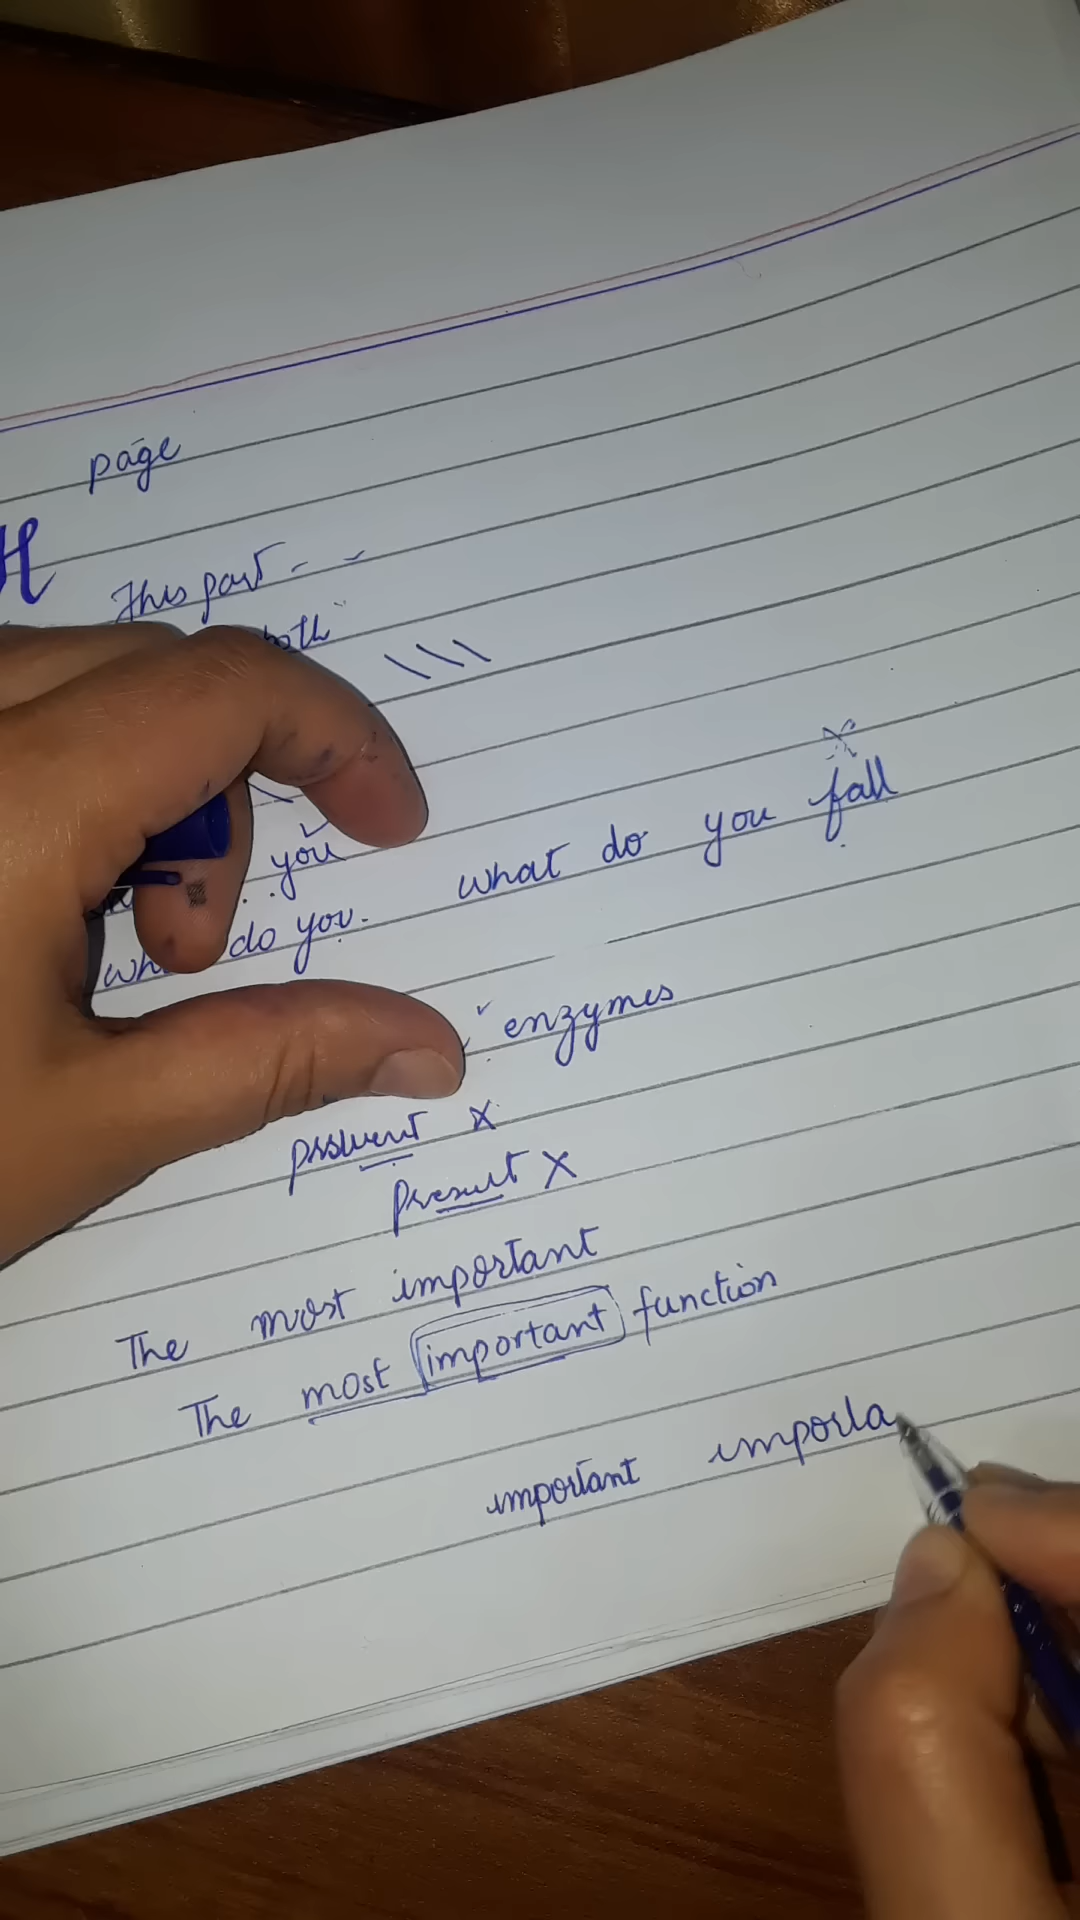 page
H
This part - -
both
you
what do you fall
do you.
enzymes
present X
Present X
The most important
The most important function
important importa